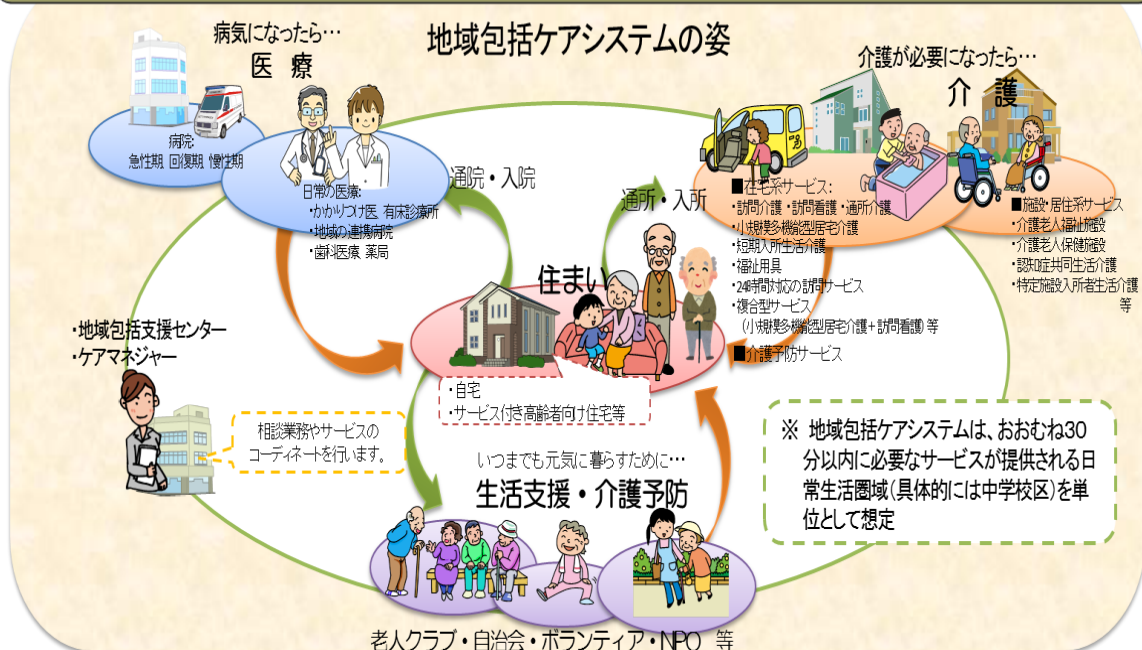 地域包括ケアシステムの姿
病気になったら…
医 療
病院:
急性期 回復期 慢性期
日常の医療:
・かかりつけ医 有床診療所
・地域の連携病院
・歯科医療 薬局
通院・入院
通所・入所
介護が必要になったら…
介 護
■在宅系サービス:
・訪問介護・訪問看護・通所介護
・小規模多機能型居宅介護
・短期入所生活介護
・福祉用具
・24時間対応の訪問サービス
・複合型サービス
(小規模多機能型居宅介護+訪問看護) 等
■介護予防サービス
■施設・居住系サービス
・介護老人福祉施設
・介護老人保健施設
・認知症共同生活介護
・特定施設入所者生活介護
等
住まい
・自宅
・サービス付き高齢者向け住宅等
・地域包括支援センター
・ケアマネジャー
相談業務やサービスの
コーディネートを行います。
いつまでも元気に暮らすために…
生活支援・介護予防
老人クラブ・自治会・ボランティア・NPO 等
※ 地域包括ケアシステムは、おおむね30
分以内に必要なサービスが提供される日
常生活圏域(具体的には中学校区)を単
位として想定